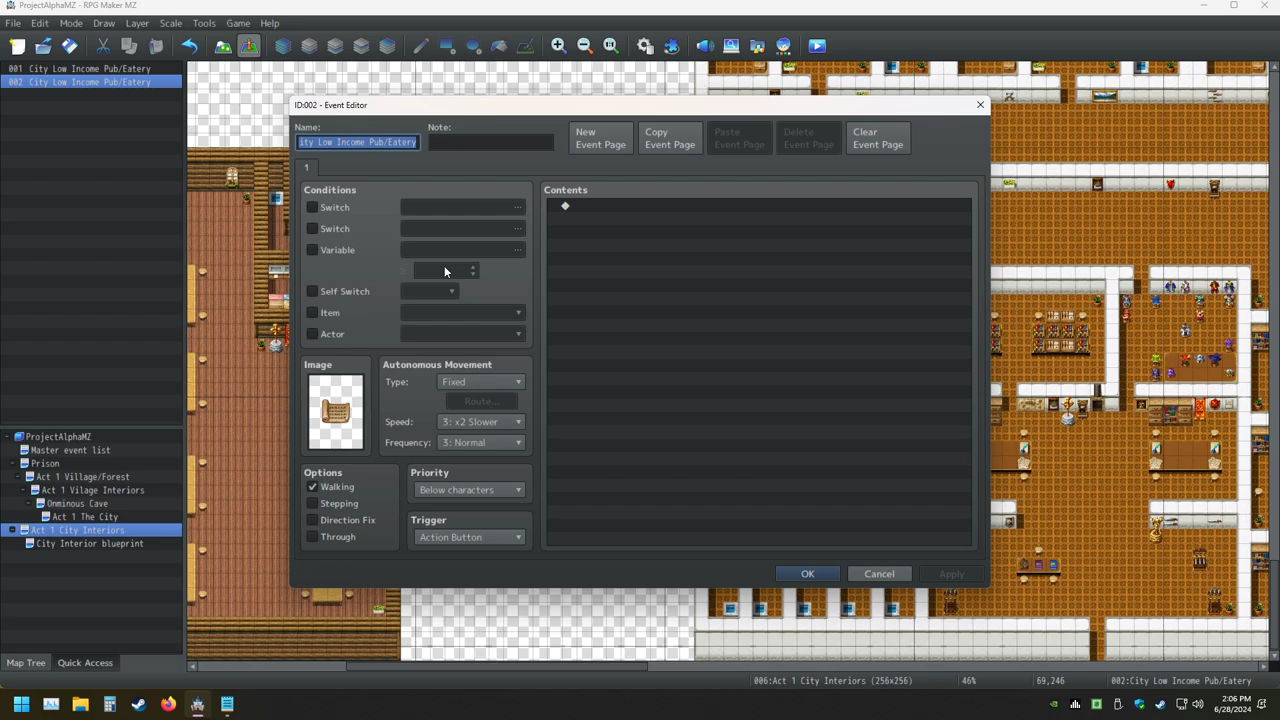 ProjectAlphaMZ - RPG Maker MZ
File Edit Mode Draw Layer Scale Tools Game Help
001 City Low Income Pub/Eatery
002 City Low Income Pub/Eatery
ID:002 - Event Editor
Name: Note:
ity Low Income Pub/Eatery
New Event Page
Copy Event Page
Paste Event Page
Delete Event Page
Clear Event Page
1
Conditions
Switch ...
Switch ...
Variable ...
≥
Self Switch
Item
Actor
Contents
◆
Image
Autonomous Movement
Type: Fixed
Route...
Speed: 3: x2 Slower
Frequency: 3: Normal
Options
Walking
Stepping
Direction Fix
Through
Priority
Below characters
Trigger
Action Button
OK Cancel Apply
ProjectAlphaMZ
Master event list
Prison
Act 1 Village/Forest
Act 1 Vilage Interiors
Onminous Cave
Act 1 The City
Act 1 City Interiors
City Interior blueprint
Map Tree Quick Access
006:Act 1 City Interiors (256x256) 46% 69,246 002:City Low Income Pub/Eatery
2:06 PM
6/28/2024